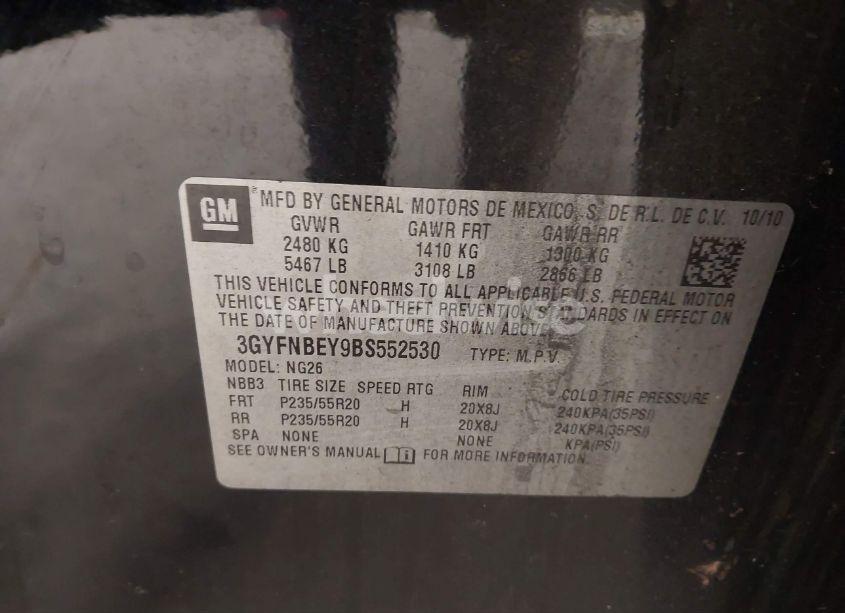 GM MFD BY GENERAL MOTORS DE MEXICO, S. DE R.L. DE C.V. 10/10
GVWR GAWR FRT GAWR RR
2480 KG 1410 KG 1300 KG
5467 LB 3108 LB 2866 LB
THIS VEHICLE CONFORMS TO ALL APPLICABLE U.S. FEDERAL MOTOR
VEHICLE SAFETY AND THEFT PREVENTION STANDARDS IN EFFECT ON
THE DATE OF MANUFACTURE SHOWN ABOVE.
3GYFNBEY9BS552530 TYPE: M.P.V.
MODEL: NG26
NBB3 TIRE SIZE SPEED RTG RIM COLD TIRE PRESSURE
FRT P235/55R20 H 20X8J 240KPA(35PSI)
RR P235/55R20 H 20X8J 240KPA(35PSI)
SPA NONE NONE KPA(PSI)
SEE OWNER'S MANUAL FOR MORE INFORMATION.